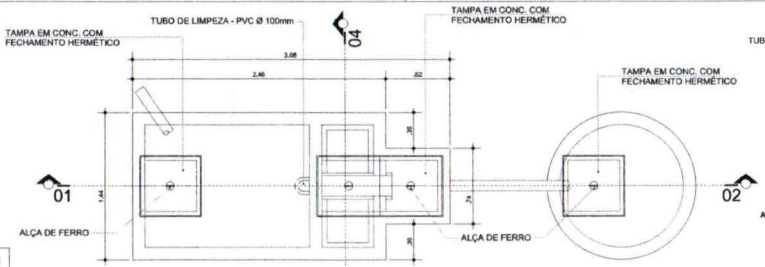 TUBO DE LIMPEZA - PVC Ø 100mm
TAMPA EM CONC. COM
FECHAMENTO HERMÉTICO
04
TAMPA EM CONC. COM
FECHAMENTO HERMÉTICO
TUB
3.08
2.46
.62
TAMPA EM CONC. COM
FECHAMENTO HERMÉTICO
.36
1.44
01
.74
02
ALÇA DE FERRO
ALÇA DE FERRO
.36
A